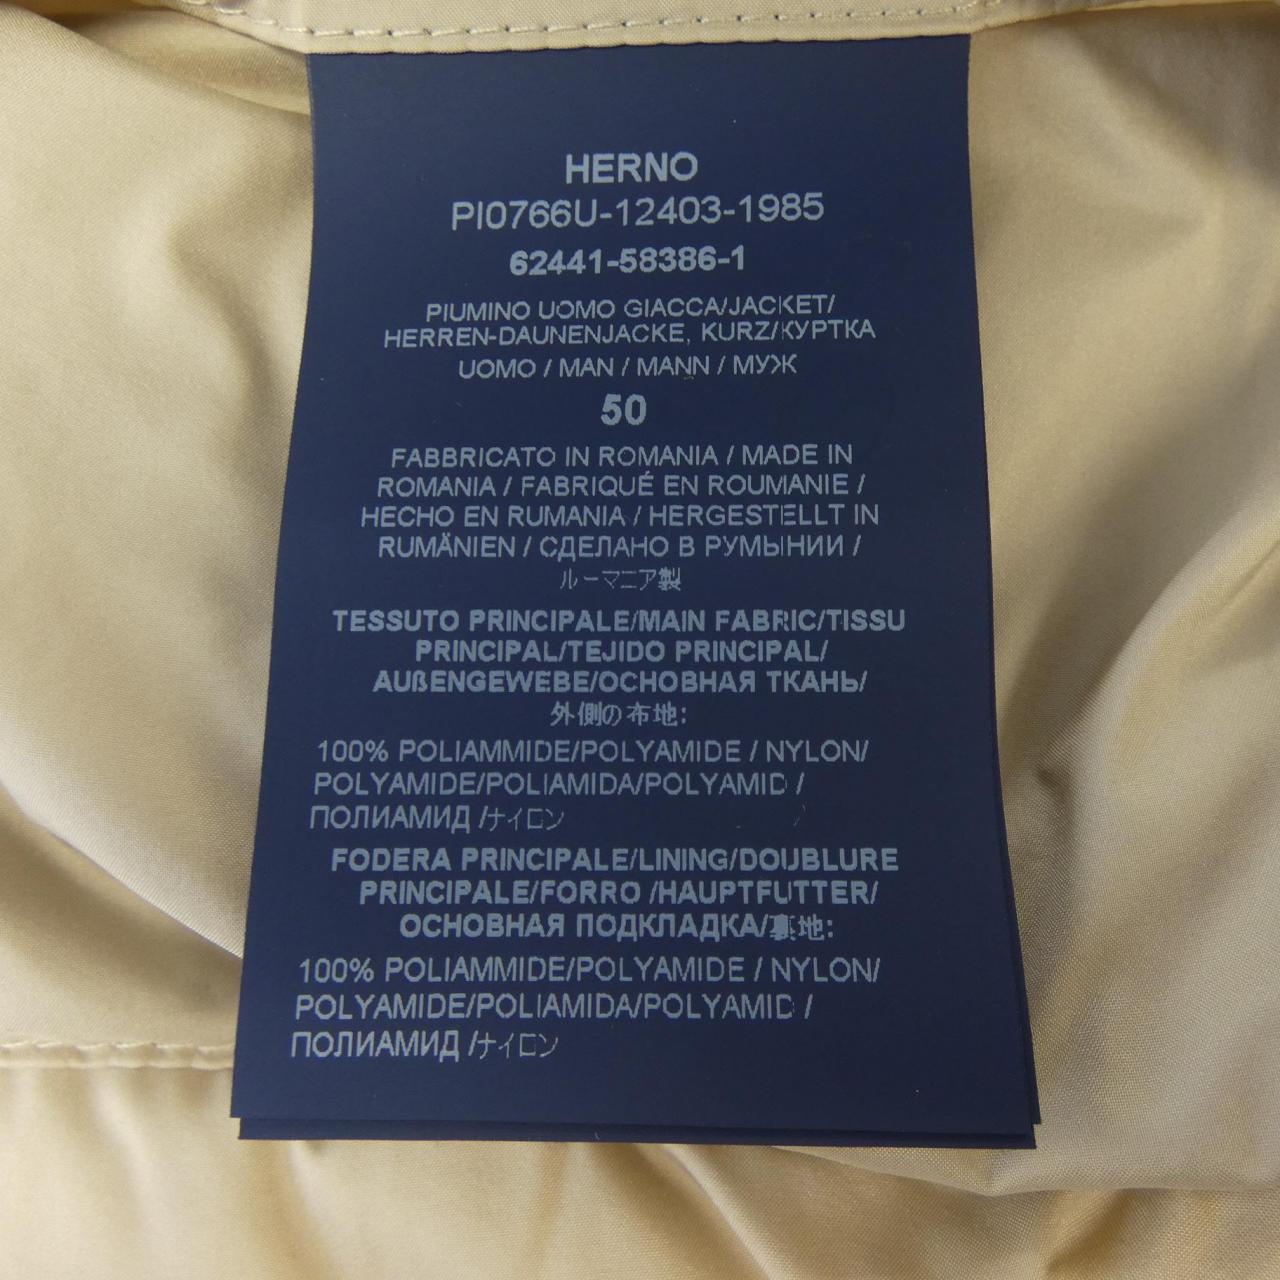 HERNO
PI0766U-12403-1985
62441-58386-1
PIUMINO UOMO GIACCA/JACKET/
HERREN-DAUNENJACKE, KURZ/КУРТКА
UOMO / MAN / MANN / МУЖ
50
FABBRICATO IN ROMANIA / MADE IN
ROMANIA / FABRIQUÉ EN ROUMANIE /
HECHO EN RUMANIA / HERGESTELLT IN
RUMÄNIEN / СДЕЛАНО В РУМЫНИИ /
ルーマニア製
TESSUTO PRINCIPALE/MAIN FABRIC/TISSU
PRINCIPAL/TEJIDO PRINCIPAL/
AUßENGEWEBE/ОСНОВНАЯ ТКАНЬ/
外側の布地:
100% POLIAMMIDE/POLYAMIDE / NYLON/
POLYAMIDE/POLIAMIDA/POLYAMID /
ПОЛИАМИД /ナイロン
FODERA PRINCIPALE/LINING/DOUBLURE
PRINCIPALE/FORRO /HAUPTFUTTER/
ОСНОВНАЯ ПОДКЛАДКА/裏地:
100% POLIAMMIDE/POLYAMIDE / NYLON/
POLYAMIDE/POLIAMIDA/POLYAMID /
ПОЛИАМИД /ナイロン